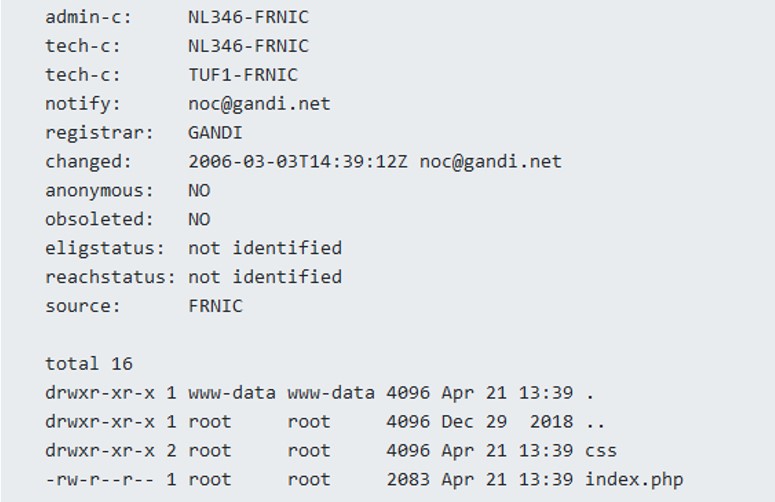 admin-c:     NL346-FRNIC
tech-c:      NL346-FRNIC
tech-c:      TUF1-FRNIC
notify:      noc@gandi.net
registrar:   GANDI
changed:     2006-03-03T14:39:12Z noc@gandi.net
anonymous:   NO
obsoleted:   NO
eligstatus:  not identified
reachstatus: not identified
source:      FRNIC

total 16
drwxr-xr-x 1 www-data www-data 4096 Apr 21 13:39 .
drwxr-xr-x 1 root     root     4096 Dec 29  2018 ..
drwxr-xr-x 2 root     root     4096 Apr 21 13:39 css
-rw-r--r-- 1 root     root     2083 Apr 21 13:39 index.php